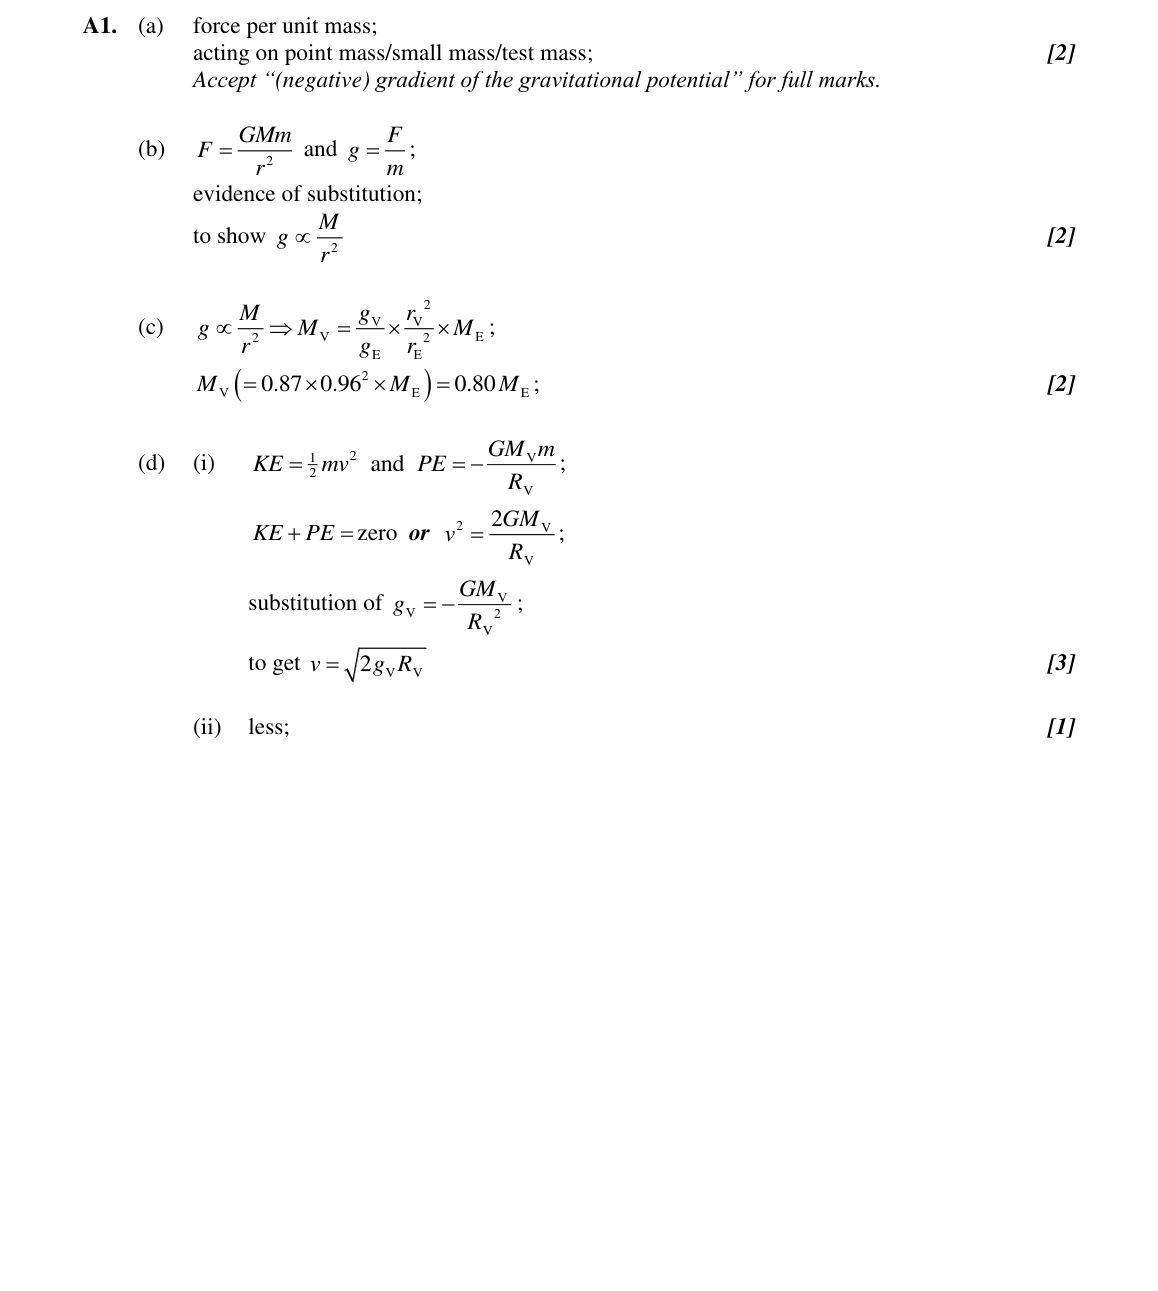 A1. (a) force per unit mass;
acting on point mass/small mass/test mass; [2]
Accept “(negative) gradient of the gravitational potential” for full marks.
(b) F = GMm/r² and g = F/m;
evidence of substitution;
to show g ∝ M/r² [2]
(c) g ∝ M/r² ⇒ M_V = g_V/g_E × r_V²/r_E² × M_E;
M_V (= 0.87 × 0.96² × M_E) = 0.80 M_E; [2]
(d) (i) KE = ½mv² and PE = −GM_Vm/R_V;
KE + PE = zero or v² = 2GM_V/R_V;
substitution of g_V = −GM_V/R_V²;
to get v = √(2g_VR_V) [3]
(ii) less; [1]